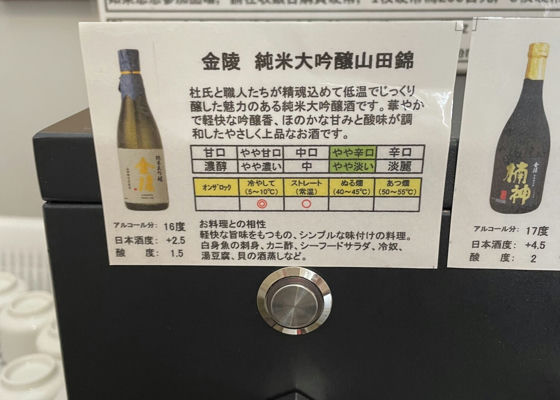 金陵 純米大吟醸山田錦
杜氏と職人たちが精魂込めて低温でじっくり
醸した魅力のある純米大吟醸酒です。華やか
で軽快な吟醸香、ほのかな甘みと酸味が調
和したやさしく上品なお酒です。
甘口 やや甘口 中口 やや辛口 辛口
濃醇 やや濃い 中 やや淡い 淡麗
オンザロック 冷やして (5~10℃) ストレート (常温) ぬる燗 (40~45℃) あつ燗 (50~55℃)
◎ ○
アルコール分: 16度
日本酒度: +2.5
酸 度: 1.5
お料理との相性
軽快な旨味をもつもの、シンプルな味付けの料理。
白身魚の刺身、カニ酢、シーフードサラダ、冷奴、
湯豆腐、貝の酒蒸しなど。
金陵
楠神
アルコール分: 17度
日本酒度: +4.5
酸 度: 2